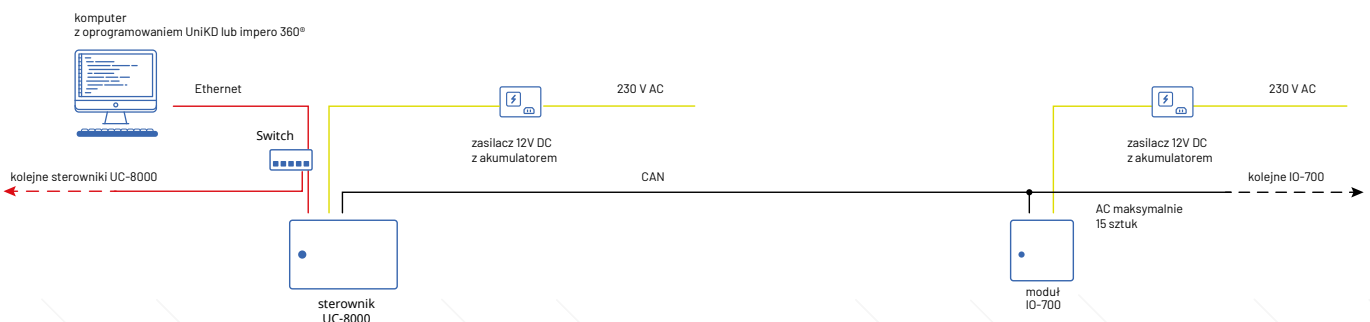 komputer
z oprogramowaniem UniKD lub impero 360®
Ethernet
230 V AC
230 V AC
Switch
zasilacz 12V DC
z akumulatorem
zasilacz 12V DC
z akumulatorem
kolejne sterowniki UC-8000
CAN
kolejne IO-700
AC maksymalnie
15 sztuk
sterownik
UC-8000
moduł
IO-700